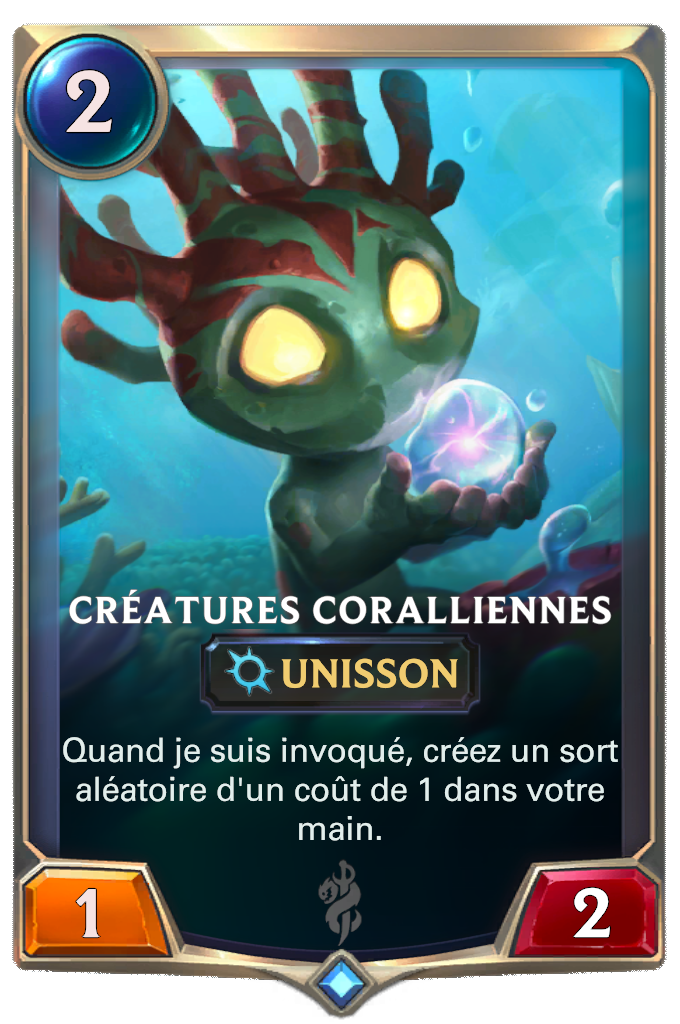 2
CRÉATURES CORALLIENNES
UNISSON
Quand je suis invoqué, créez un sort
aléatoire d'un coût de 1 dans votre
main.
1
2